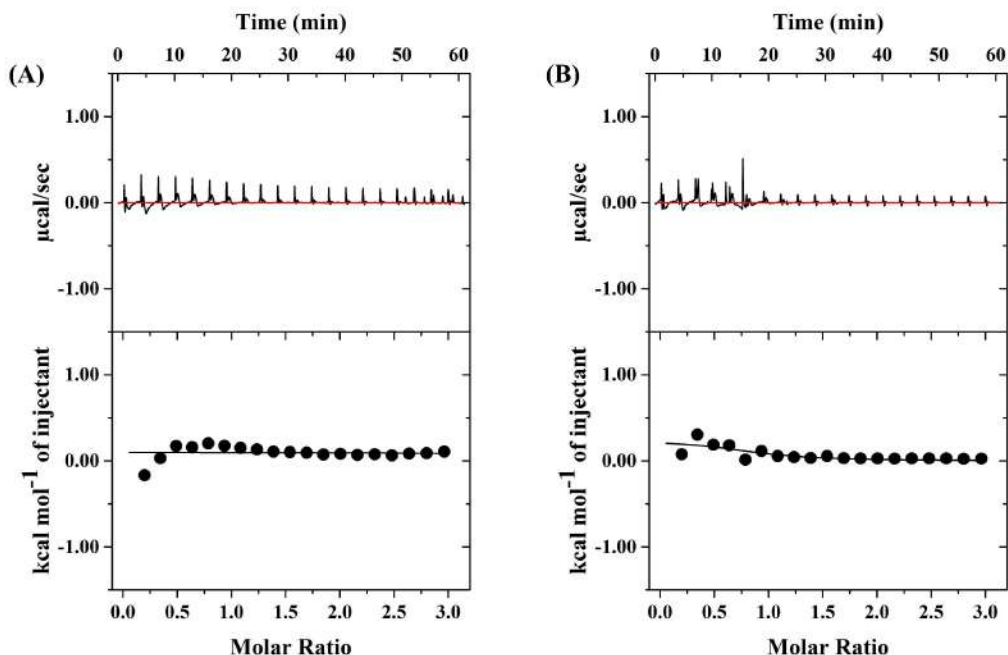 Time (min)
0 10 20 30 40 50 60
(A)
1.00
0.00
-1.00
µcal/sec
1.00
0.00
-1.00
kcal mol⁻¹ of injectant
0.0 0.5 1.0 1.5 2.0 2.5 3.0
Molar Ratio
Time (min)
0 10 20 30 40 50 60
(B)
1.00
0.00
-1.00
µcal/sec
1.00
0.00
-1.00
kcal mol⁻¹ of injectant
0.0 0.5 1.0 1.5 2.0 2.5 3.0
Molar Ratio